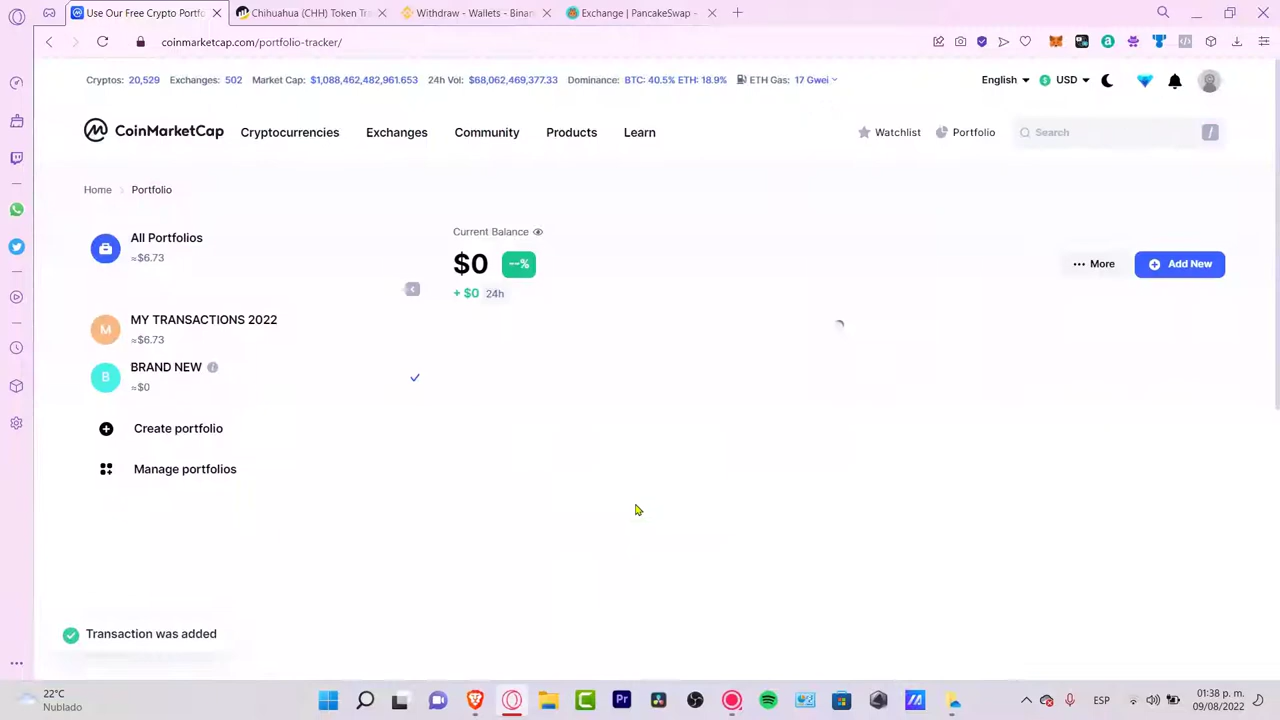 Use Our Free Crypto Portfo
Chihuahua (CHH) Token Tra
Withdraw - Wallets - Binan
Exchange | PancakeSwap -
coinmarketcap.com/portfolio-tracker/
Cryptos: 20,529 Exchanges: 502 Market Cap: $1,088,462,482,961.653 24h Vol: $68,062,469,377.33 Dominance: BTC: 40.5% ETH: 18.9% ETH Gas: 17 Gwei
English USD
CoinMarketCap Cryptocurrencies Exchanges Community Products Learn
Watchlist Portfolio Search /
Home Portfolio
All Portfolios
≈$6.73
Current Balance
$0 --%
+ $0 24h
More
Add New
M MY TRANSACTIONS 2022
≈$6.73
B BRAND NEW
≈$0
Create portfolio
Manage portfolios
Transaction was added
22°C
Nublado
Pr
ESP
01:38 p. m.
09/08/2022